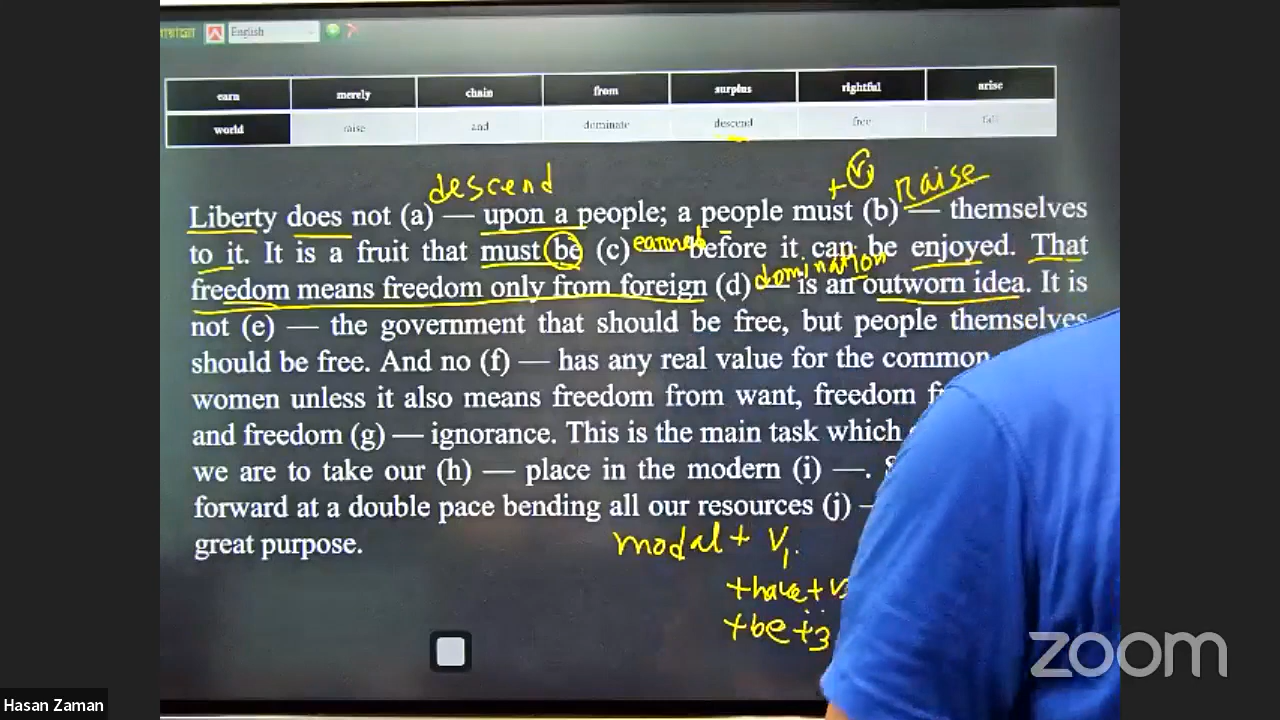 English
earn merely chain from surplus rightful arise
world raise and dominate descend free
descend + V₁ raise
Liberty does not (a) — upon a people; a people must (b) — themselves
to it. It is a fruit that must be (c) earned before it can be enjoyed. That
domination
freedom means freedom only from foreign (d) — is an outworn idea. It is
not (e) — the government that should be free, but people themselves
should be free. And no (f) — has any real value for the common
women unless it also means freedom from want, freedom
and freedom (g) — ignorance. This is the main task which
we are to take our (h) — place in the modern (i) —.
forward at a double pace bending all our resources (j) –
great purpose.
modal + V₁.
+have+V
+be+3
zoom
Hasan Zaman